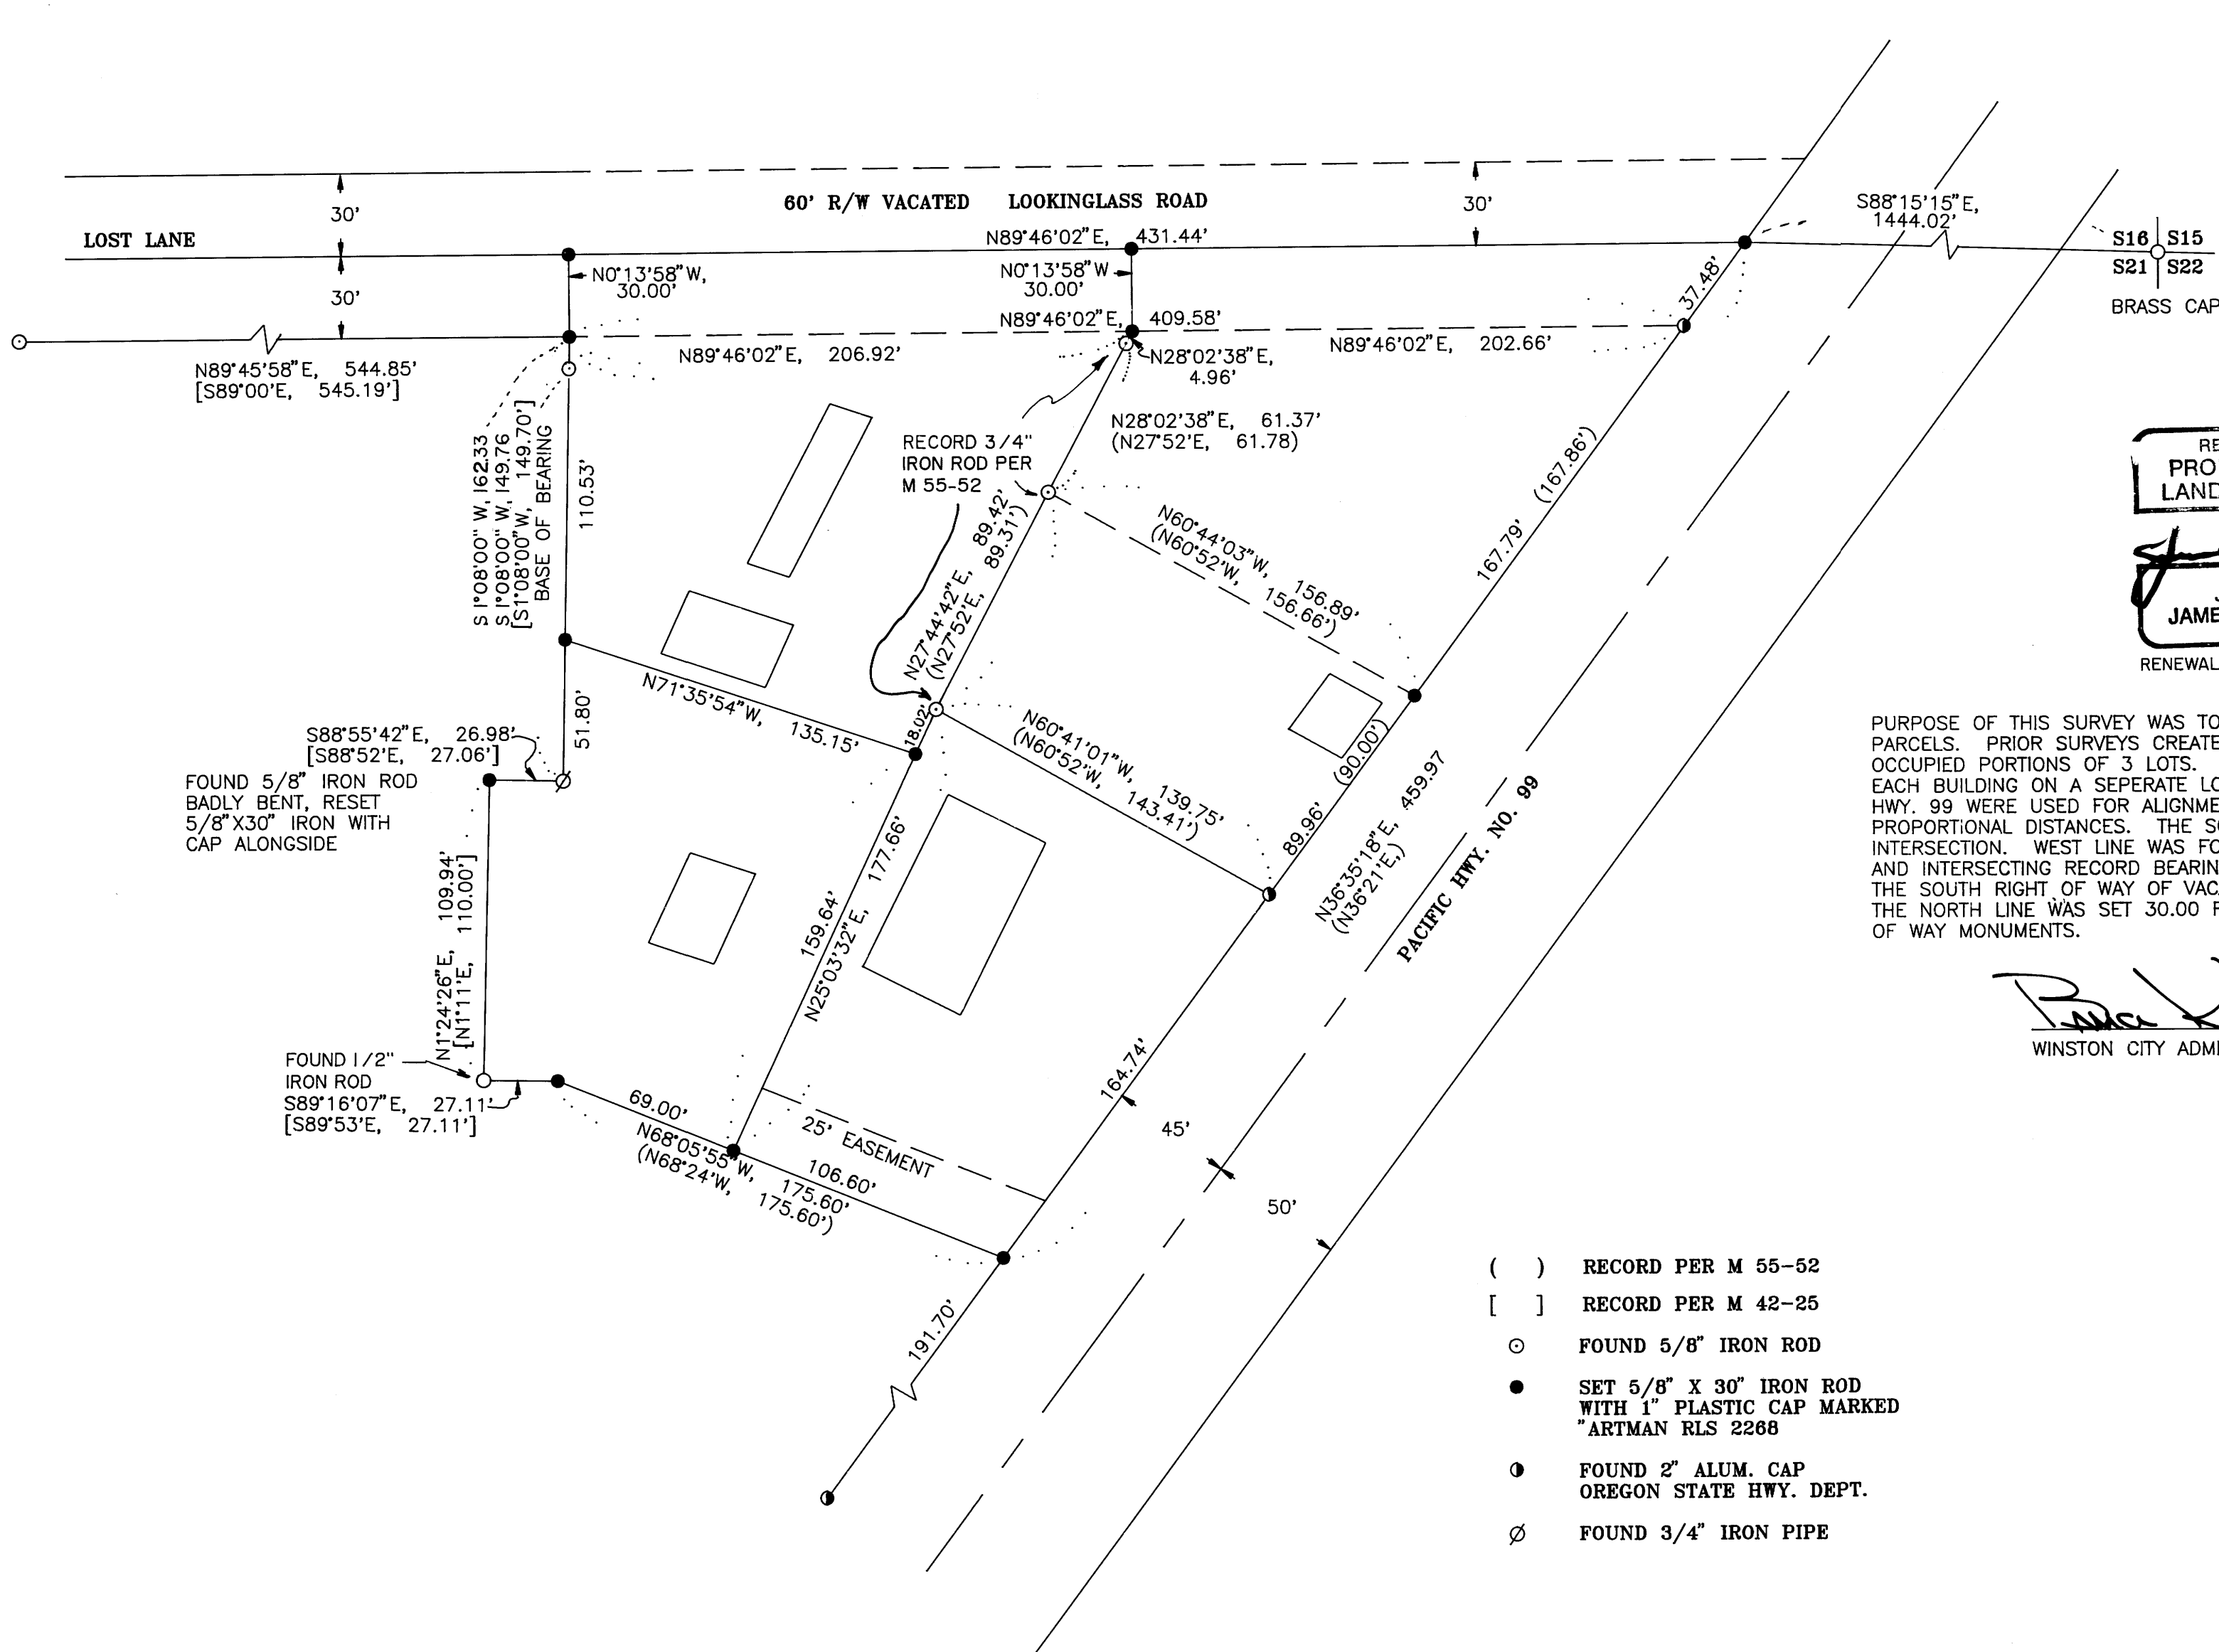 60' R/W VACATED LOOKINGLASS ROAD
30'
30'
LOST LANE
30'
N89°46'02"E, 431.44'
S88°15'15"E,
1444.02'
S16 S15
S21 S22
BRASS CAP
N0°13'58"W,
30.00'
N0°13'58"W
30.00'
37.48'
N89°46'02"E, 409.58'
N89°46'02"E, 206.92'
N89°46'02"E, 202.66'
N89°45'58"E, 544.85'
[S89°00'E, 545.19']
N28°02'38"E,
4.96'
N28°02'38"E, 61.37'
(N27°52'E, 61.78)
RECORD 3/4"
IRON ROD PER
M 55-52
S1°08'00" W, 162.33
S1°08'00" W, 149.76
[S1°08'00"W, 149.70']
BASE OF BEARING
110.53'
N27°44'42"E, 89.42'
(N27°52'E, 89.31')
N60°44'03"W, 156.89'
(N60°52'W, 156.66')
167.79' (167.86')
RE
PRO
LAND
JAME
RENEWAL
N71°35'54"W, 135.15'
51.80'
18.02'
N60°41'01"W, 139.75'
(N60°52'W, 143.41')
(90.00')
89.96'
S88°55'42"E, 26.98'
[S88°52'E, 27.06']
FOUND 5/8" IRON ROD
BADLY BENT, RESET
5/8"X30" IRON WITH
CAP ALONGSIDE
N36°35'18"E, 459.97
(N36°21'E,)
PACIFIC HWY. NO. 99
PURPOSE OF THIS SURVEY WAS TO
PARCELS. PRIOR SURVEYS CREATE
OCCUPIED PORTIONS OF 3 LOTS.
EACH BUILDING ON A SEPERATE LO
HWY. 99 WERE USED FOR ALIGNME
PROPORTIONAL DISTANCES. THE SO
INTERSECTION. WEST LINE WAS FO
AND INTERSECTING RECORD BEARIN
THE SOUTH RIGHT OF WAY OF VACA
THE NORTH LINE WAS SET 30.00 F
OF WAY MONUMENTS.
WINSTON CITY ADMI
N1°24'26"E, 109.94'
[N1°11'E, 110.00']
159.64'
N25°03'32"E, 177.66'
FOUND 1/2"
IRON ROD
S89°16'07"E, 27.11'
[S89°53'E, 27.11']
69.00'
N68°05'55"W, 175.60'
(N68°24'W, 175.60')
106.60'
25' EASEMENT
164.74'
45'
50'
191.70'
( ) RECORD PER M 55-52
[ ] RECORD PER M 42-25
FOUND 5/8" IRON ROD
SET 5/8" X 30" IRON ROD
WITH 1" PLASTIC CAP MARKED
"ARTMAN RLS 2268
FOUND 2" ALUM. CAP
OREGON STATE HWY. DEPT.
FOUND 3/4" IRON PIPE